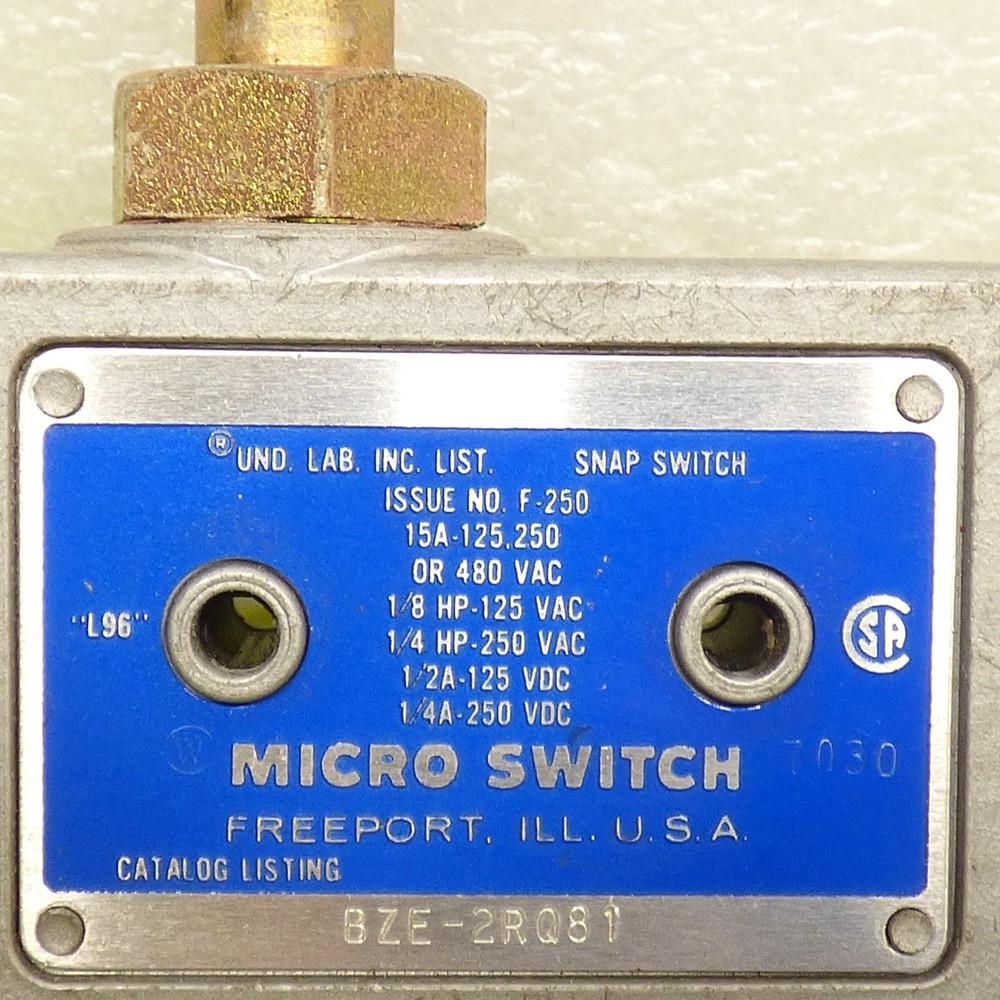 ® UND. LAB. INC. LIST. SNAP SWITCH
ISSUE NO. F-250
15A-125,250
OR 480 VAC
1/8 HP-125 VAC
"L96" 1/4 HP-250 VAC SA
1/2A-125 VDC
1/4A-250 VDC
W MICRO SWITCH 7030
FREEPORT, ILL. U.S.A.
CATALOG LISTING
BZE-2RQ81